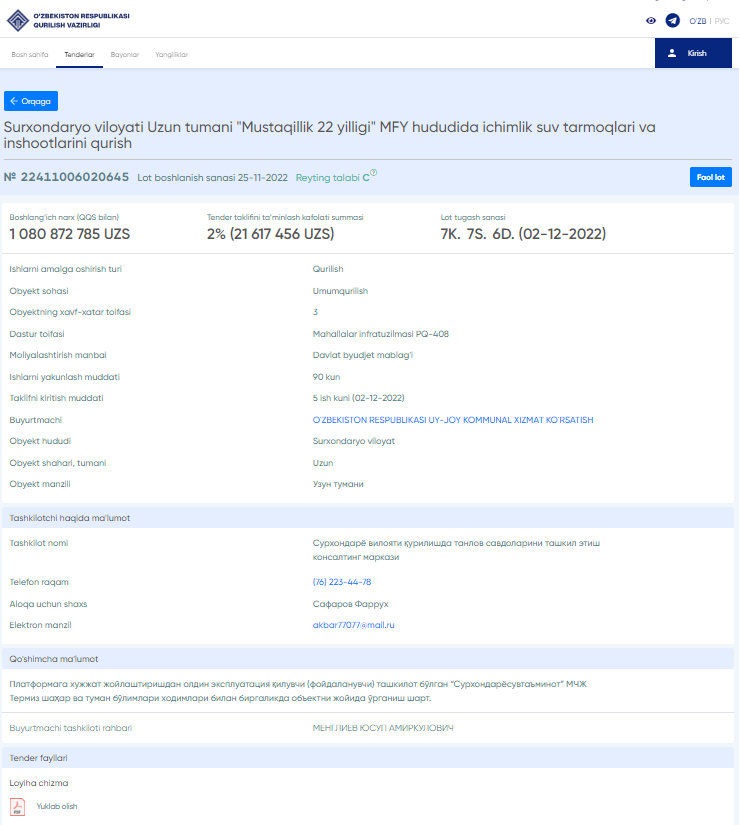 O'ZBEKISTON RESPUBLIKASI
QURILISH VAZIRLIGI
O'ZB | РУС
Bosh sahifa Tenderlar Bayonlar Yangiliklar
Kirish
← Orqaga
Surxondaryo viloyati Uzun tumani "Mustaqillik 22 yilligi" MFY hududida ichimlik suv tarmoqlari va
inshootlarini qurish
№ 22411006020645 Lot boshlanish sanasi 25-11-2022 Reyting talabi C
Faol lot
Boshlang'ich narx (QQS bilan) Tender taklifini ta'minlash kafolati summasi Lot tugash sanasi
1 080 872 785 UZS 2% (21 617 456 UZS) 7K. 7S. 6D. (02-12-2022)
Ishlarni amalga oshirish turi Qurilish
Obyekt sohasi Umumqurilish
Obyektning xavf-xatar toifasi 3
Dastur toifasi Mahallalar infratuzilmasi PQ-408
Moliyalashtirish manbai Davlat byudjet mablag'i
Ishlarni yakunlash muddati 90 kun
Taklifni kiritish muddati 5 ish kuni (02-12-2022)
Buyurtmachi O'ZBEKISTON RESPUBLIKASI UY-JOY KOMMUNAL XIZMAT KO'RSATISH
Obyekt hududi Surxondaryo viloyat
Obyekt shahari, tumani Uzun
Obyekt manzili Узун тумани
Tashkilotchi haqida ma'lumot
Tashkilot nomi Сурхондарё вилояти қурилишда танлов савдоларини ташкил этиш
консалтинг маркази
Telefon raqam (76) 223-44-78
Aloqa uchun shaxs Сафаров Фаррух
Elektron manzil akbar77077@mail.ru
Qo'shimcha ma'lumot
Платформага хужжат жойлаштиришдан олдин эксплуатация қилувчи (фойдаланувчи) ташкилот бўлган "Сурхондарёсувтаъминот" МЧЖ
Термиз шаҳар ва туман бўлимлари ходимлари билан биргаликда объектни жойида ўрганиш шарт.
Buyurtmachi tashkiloti rahbari МЕНГЛИЕВ ЮСУП АМИРКУЛОВИЧ
Tender fayllari
Loyiha chizma
Yuklab olish